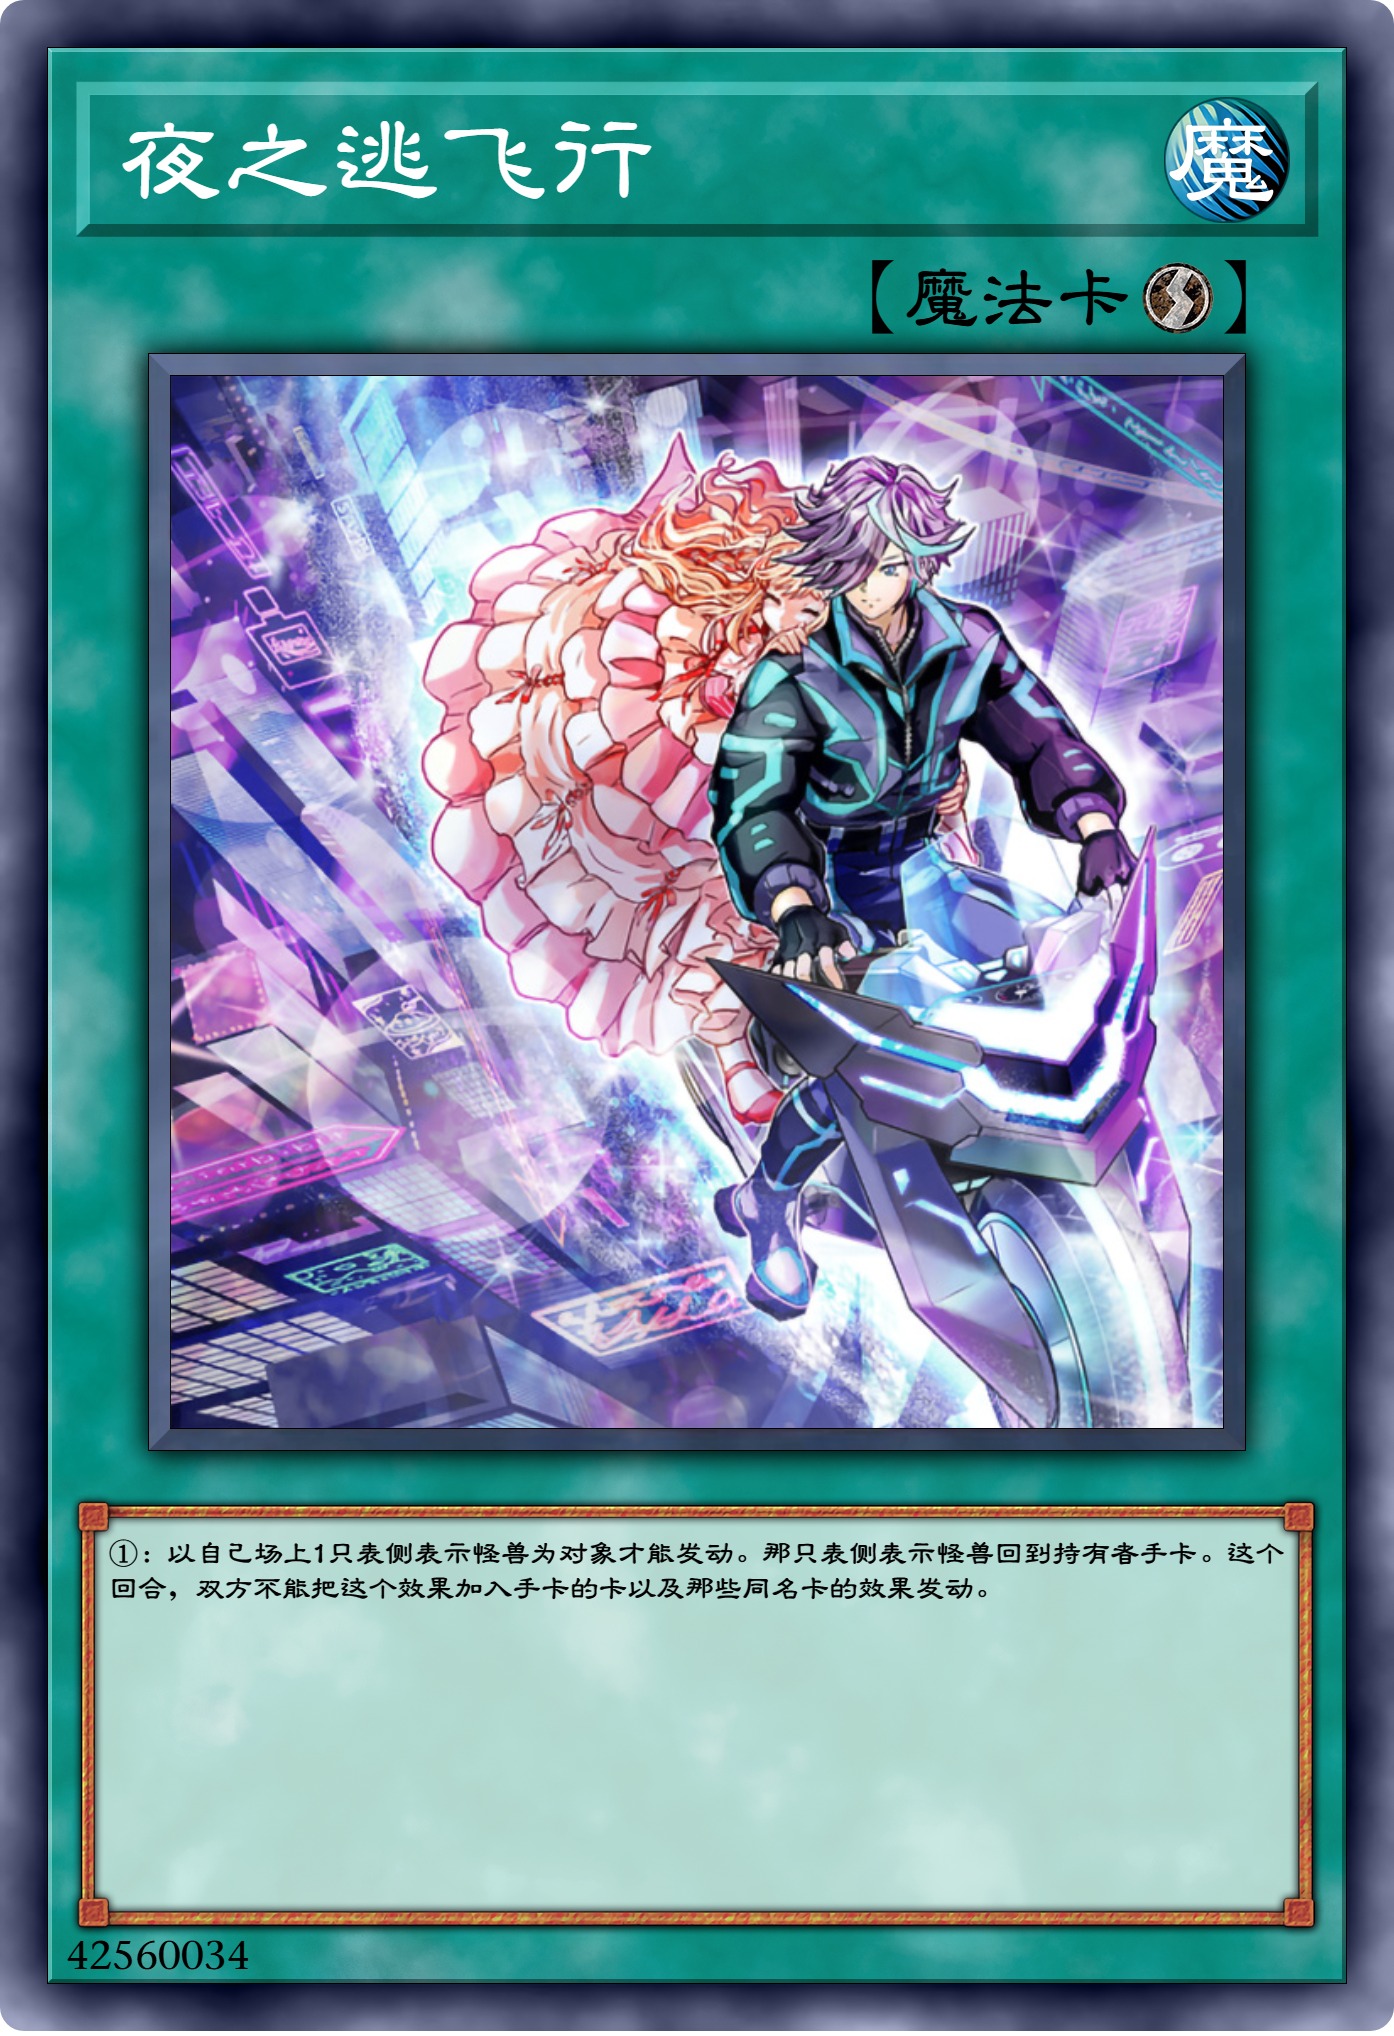 夜之逃飞行
魔
【魔法卡】
①：以自己场上1只表侧表示怪兽为对象才能发动。那只表侧表示怪兽回到持有者手卡。这个
回合，双方不能把这个效果加入手卡的卡以及那些同名卡的效果发动。
42560034